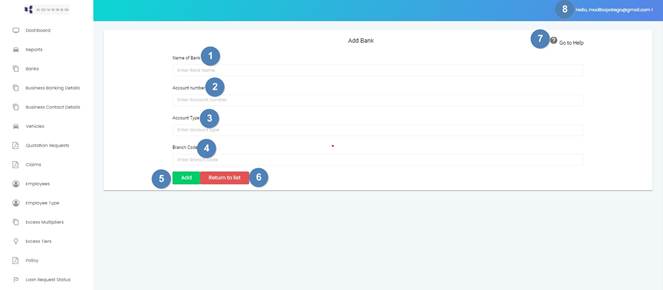 8
Hello, modibapelego@gmail.com !
Dashboard
Reports
Banks
Business Banking Details
Business Contact Details
Vehicles
Quotation Requests
Claims
Employees
Employee Type
Excess Multipliers
Excess Tiers
Policy
Loan Request Status
Add Bank
7
Go to Help
Name of Bank
1
Enter Bank Name
Account number
2
Enter Account number
Account Type
3
Enter Account Type
Branch Code
4
Enter Branch Code
5
Add
Return to list
6